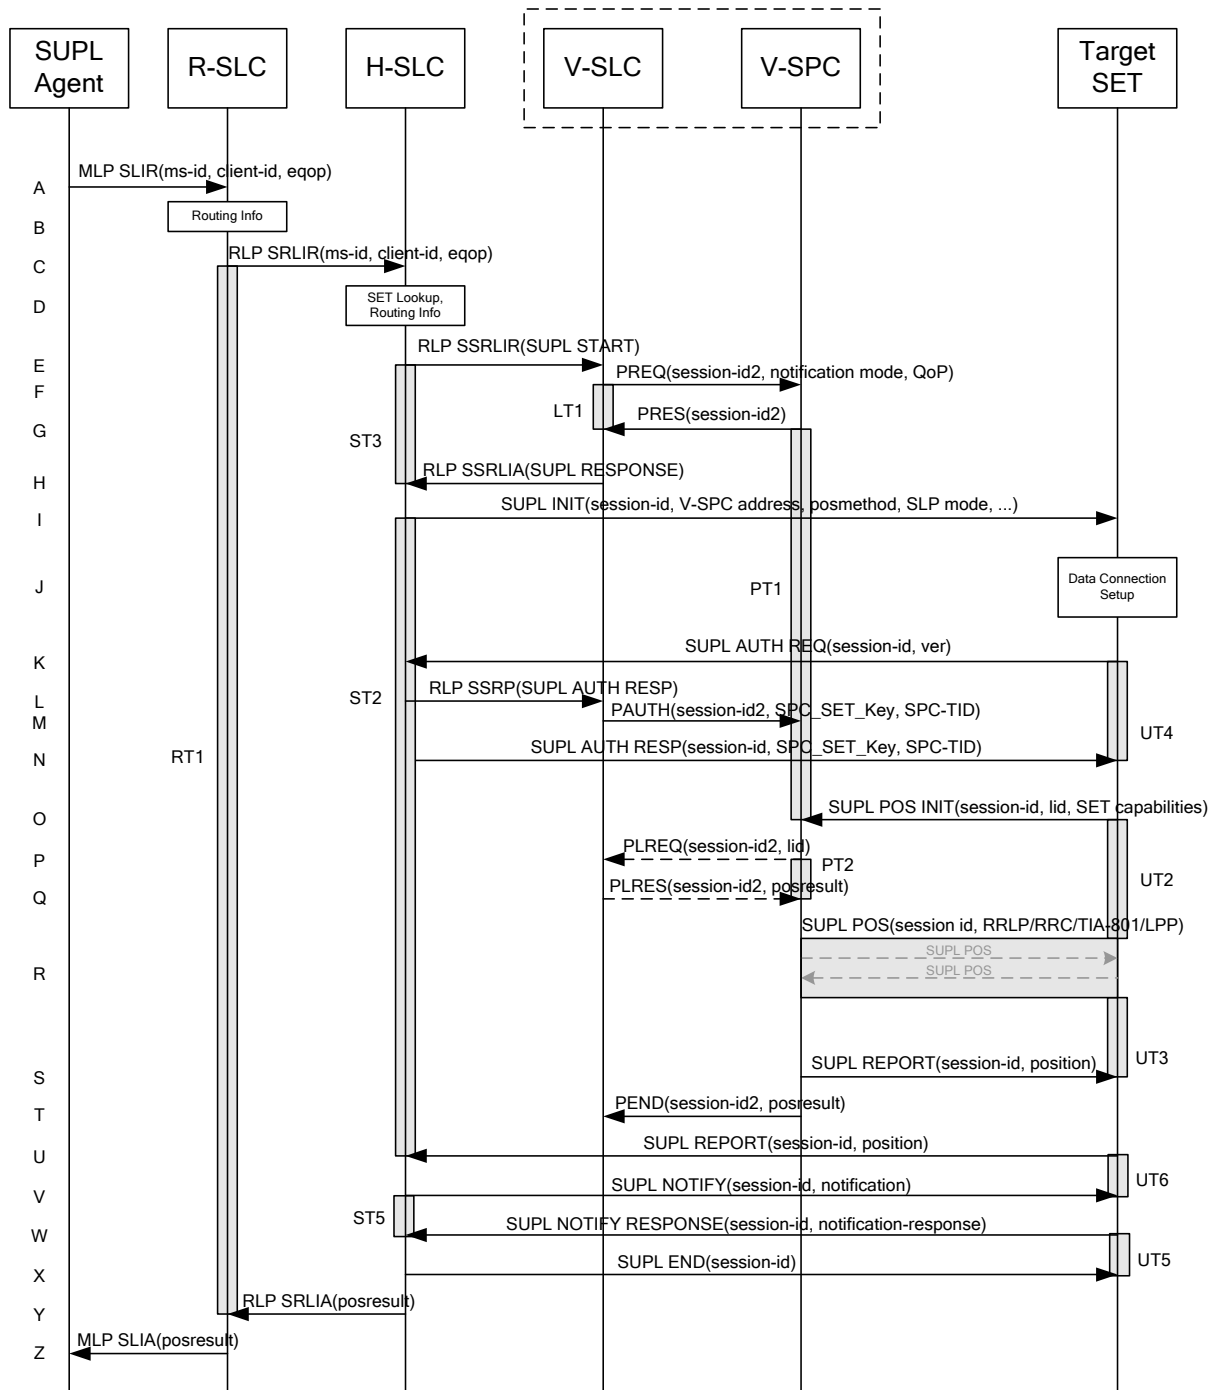 SUPL
Agent
R-SLC
H-SLC
V-SLC
V-SPC
Target
SET
A
MLP SLIR(ms-id, client-id, eqop)
B
Routing Info
C
RLP SRLIR(ms-id, client-id, eqop)
D
SET Lookup,
Routing Info
E
RLP SSRLIR(SUPL START)
F
PREQ(session-id2, notification mode, QoP)
LT1
G
PRES(session-id2)
ST3
H
RLP SSRLIA(SUPL RESPONSE)
I
SUPL INIT(session-id, V-SPC address, posmethod, SLP mode, ...)
J
PT1
Data Connection
Setup
K
SUPL AUTH REQ(session-id, ver)
L
ST2
RLP SSRP(SUPL AUTH RESP)
M
PAUTH(session-id2, SPC_SET_Key, SPC-TID)
UT4
N
RT1
SUPL AUTH RESP(session-id, SPC_SET_Key, SPC-TID)
O
SUPL POS INIT(session-id, lid, SET capabilities)
P
PLREQ(session-id2, lid)
PT2
UT2
Q
PLRES(session-id2, posresult)
SUPL POS(session id, RRLP/RRC/TIA-801/LPP)
SUPL POS
R
SUPL POS
UT3
S
SUPL REPORT(session-id, position)
T
PEND(session-id2, posresult)
U
SUPL REPORT(session-id, position)
UT6
V
SUPL NOTIFY(session-id, notification)
ST5
W
SUPL NOTIFY RESPONSE(session-id, notification-response)
UT5
X
SUPL END(session-id)
Y
RLP SRLIA(posresult)
Z
MLP SLIA(posresult)